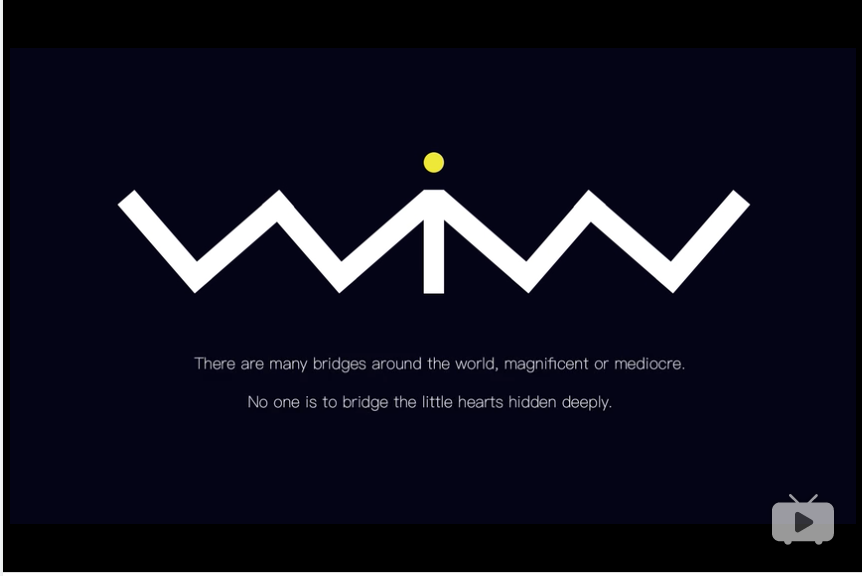 WiW
There are many bridges around the world, magnificent or mediocre.
No one is to bridge the little hearts hidden deeply.